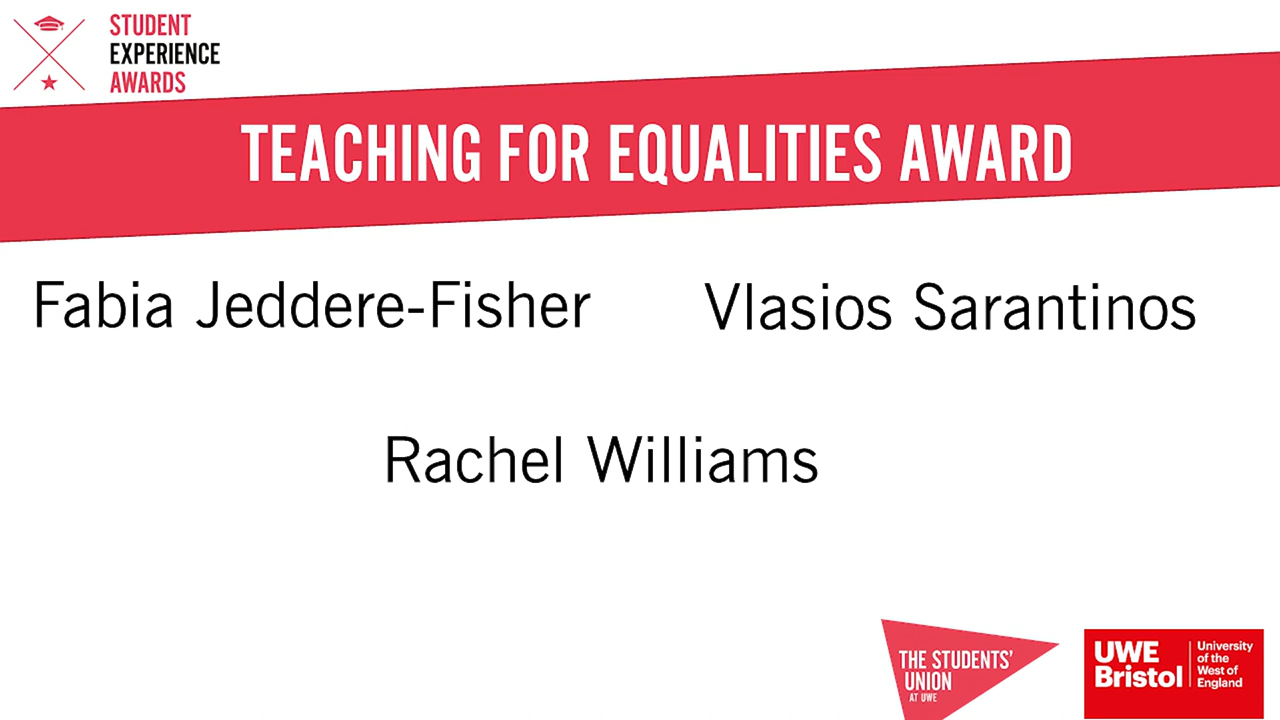 STUDENT
EXPERIENCE
AWARDS
TEACHING FOR EQUALITIES AWARD
Fabia Jeddere-Fisher
Vlasios Sarantinos
Rachel Williams
THE STUDENTS'
UNION
AT UWE
UWE
Bristol
University
of the
West of
England